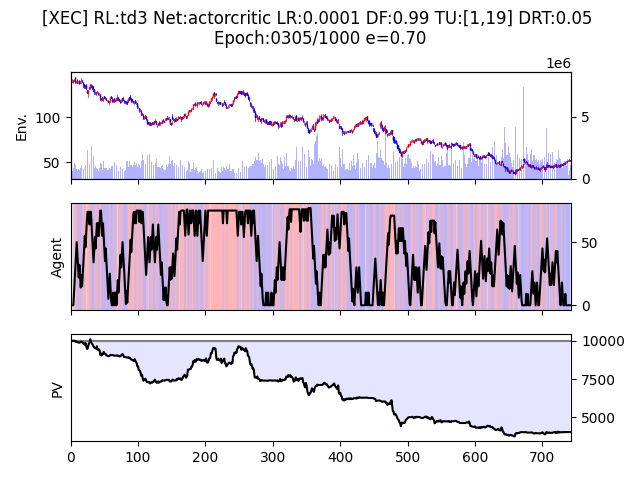 [XEC] RL:td3 Net:actorcritic LR:0.0001 DF:0.99 TU:[1,19] DRT:0.05
Epoch:0305/1000 e=0.70
1e6
Env.
100
50
5
0
Agent
50
0
PV
10000
7500
5000
0 100 200 300 400 500 600 700